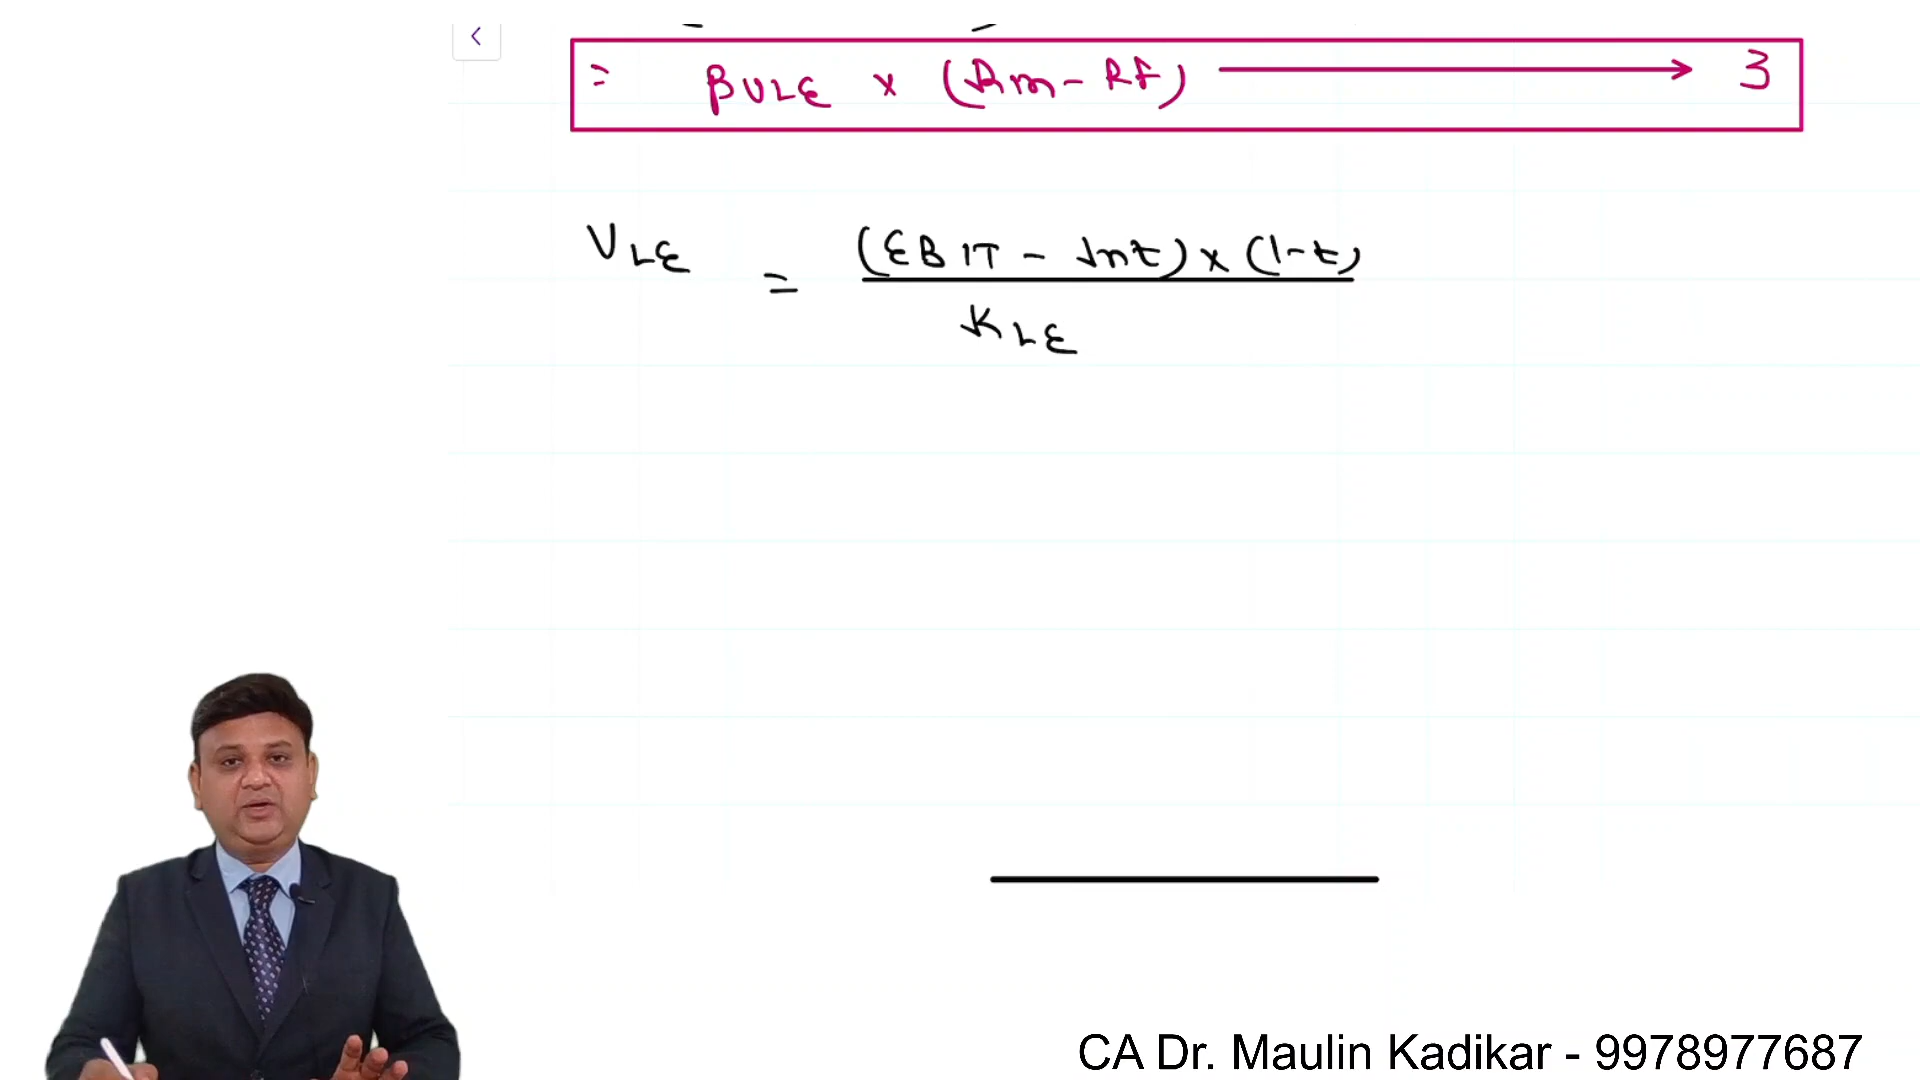 = βULE × (Rm - RF) → 3
VLE = (EBIT - Int) × (1-t)
KLE
CA Dr. Maulin Kadikar - 9978977687